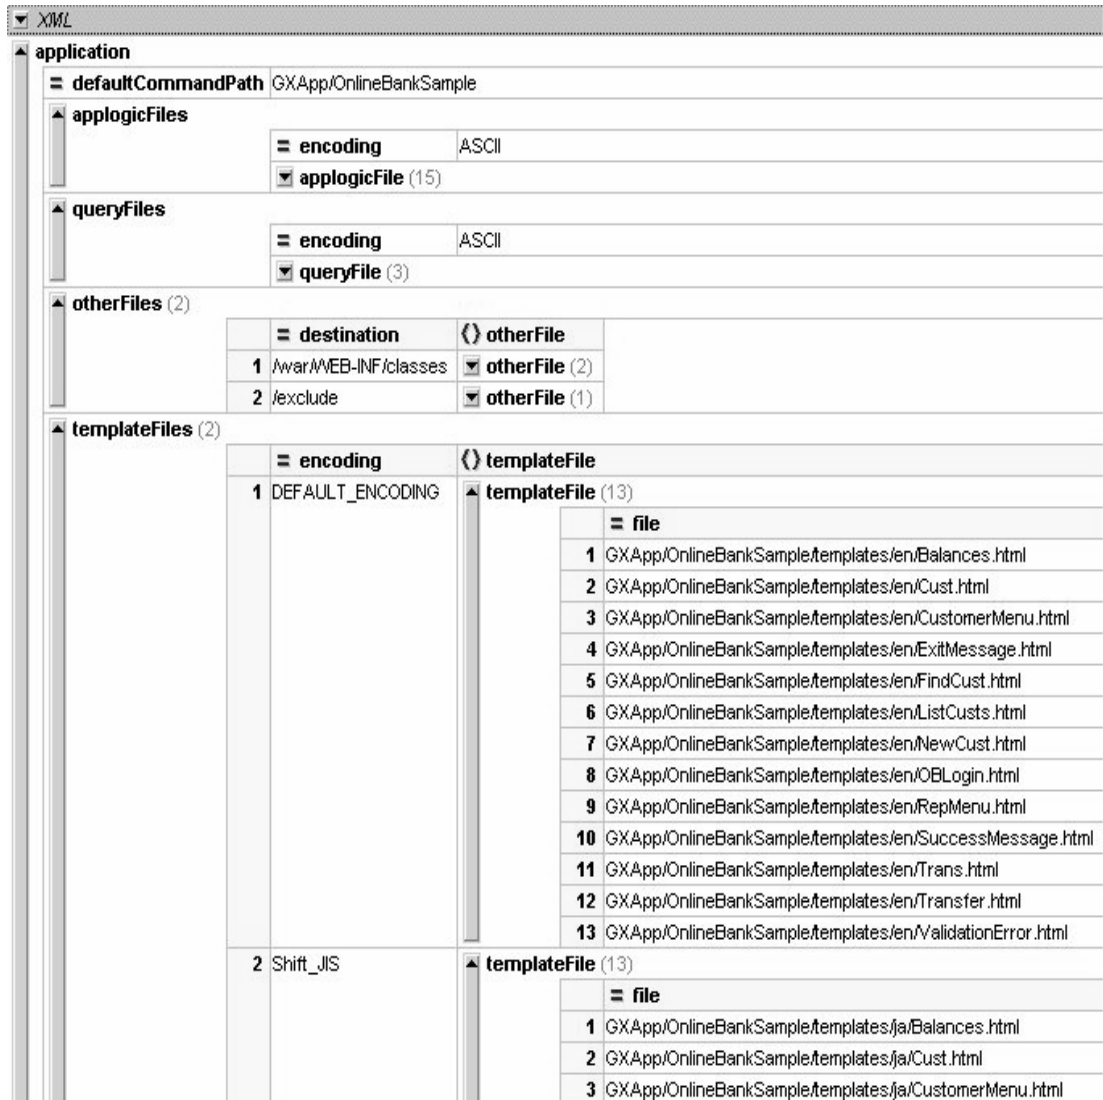 XML
application
= defaultCommandPath GXApp/OnlineBankSample
applogicFiles
= encoding ASCII
applogicFile (15)
queryFiles
= encoding ASCII
queryFile (3)
otherFiles (2)
= destination () otherFile
1 /war/WEB-INF/classes otherFile (2)
2 /exclude otherFile (1)
templateFiles (2)
= encoding () templateFile
1 DEFAULT_ENCODING templateFile (13)
= file
1 GXApp/OnlineBankSample/templates/en/Balances.html
2 GXApp/OnlineBankSample/templates/en/Cust.html
3 GXApp/OnlineBankSample/templates/en/CustomerMenu.html
4 GXApp/OnlineBankSample/templates/en/ExitMessage.html
5 GXApp/OnlineBankSample/templates/en/FindCust.html
6 GXApp/OnlineBankSample/templates/en/ListCusts.html
7 GXApp/OnlineBankSample/templates/en/NewCust.html
8 GXApp/OnlineBankSample/templates/en/OBLogin.html
9 GXApp/OnlineBankSample/templates/en/RepMenu.html
10 GXApp/OnlineBankSample/templates/en/SuccessMessage.html
11 GXApp/OnlineBankSample/templates/en/Trans.html
12 GXApp/OnlineBankSample/templates/en/Transfer.html
13 GXApp/OnlineBankSample/templates/en/ValidationError.html
2 Shift_JIS templateFile (13)
= file
1 GXApp/OnlineBankSample/templates/ja/Balances.html
2 GXApp/OnlineBankSample/templates/ja/Cust.html
3 GXApp/OnlineBankSample/templates/ja/CustomerMenu.html